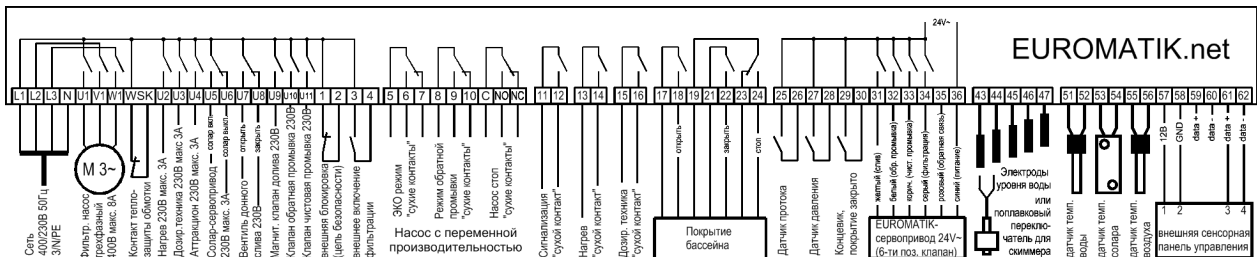 24V~
EUROMATIK.net
L1 L2 L3 N U1 V1 W1 WSK U2 U3 U4 U5 U6 U7 U8 U9 U10 U11 1 2 3 4 5 6 7 8 9 10 C NO NC 11 12 13 14 15 16 17 18 19 20 21 22 23 24 25 26 27 28 29 30 31 32 33 34 35 36 43 44 45 46 47 51 52 53 54 55 56 57 58 59 60 61 62
M 3~
Сеть
400/230В 50Гц
3/N/PE
Фильтр. насос
трехфазный
400В макс. 8А
Контакт тепло-
защиты обмотки
Нагрев 230В макс. 3А
Дозир.техника 230В макс 3А
Аттракцион 230В макс. 3А
Солар-сервопривод
230В макс. 3А
солар вкл
солар выкл
Вентиль донного
слива 230В
открыть
закрыть
Магнит. клапан долива 230В
Клапан обратная промывка 230В
Клапан чистовая промывка 230В
внешняя блокировка
(цепь безопасности)
внешнее включение
фильтрации
ЭКО режим
"сухие контакты"
Режим обратной
промывки
"сухие контакты"
Насос стоп
"сухие контакты"
Насос с переменной
производительностью
Сигнализация
"сухой контакт"
Нагрев
"сухой контакт"
Дозир. техника
"сухой контакт"
открыть
закрыть
стоп
Покрытие
бассейна
Датчик протока
Датчик давления
Концевик,
покрытие закрыто
желтый (слив)
белый (обр. промывка)
корич. (чист. промывка)
серый (фильтрация)
розовый (обратная связь)
синий (питание)
EUROMATIK-
сервопривод 24V~
(6-ти поз. клапан)
Электроды
уровня воды
или
поплавковый
переклю-
чатель для
скиммера
датчик темп.
воды
датчик темп.
солара
датчик темп.
воздуха
12В
GND
data +
data -
data +
data -
1 2 3 4
внешняя сенсорная
панель управления